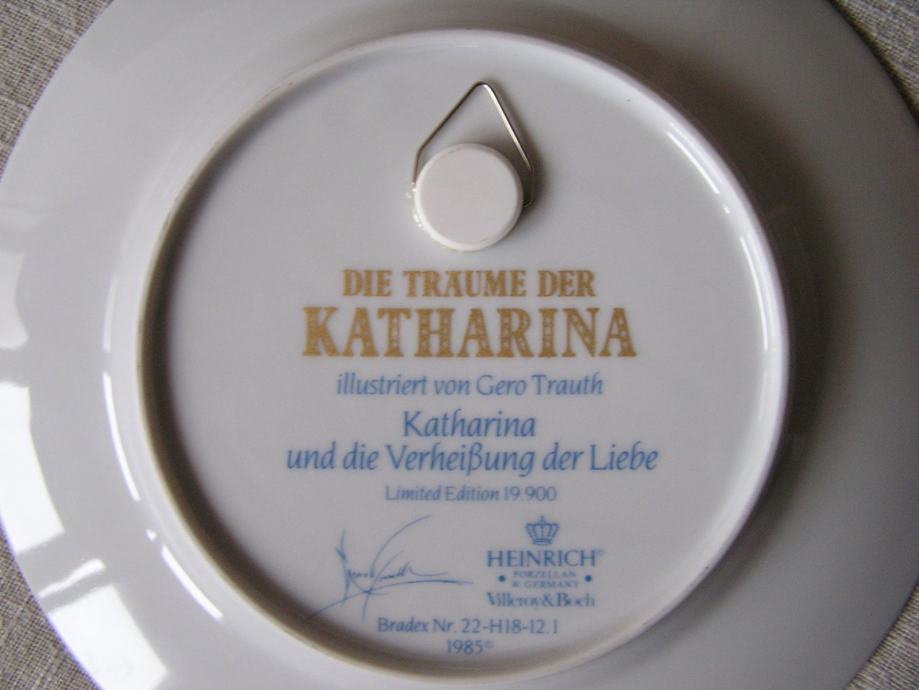 DIE TRÄUME DER
KATHARINA
illustriert von Gero Trauth
Katharina
und die Verheißung der Liebe
Limited Edition 19.900
HEINRICH©
• PORZELLAN •
W. GERMANY
Villeroy & Boch
Bradex Nr. 22-H18-12.1
1985©